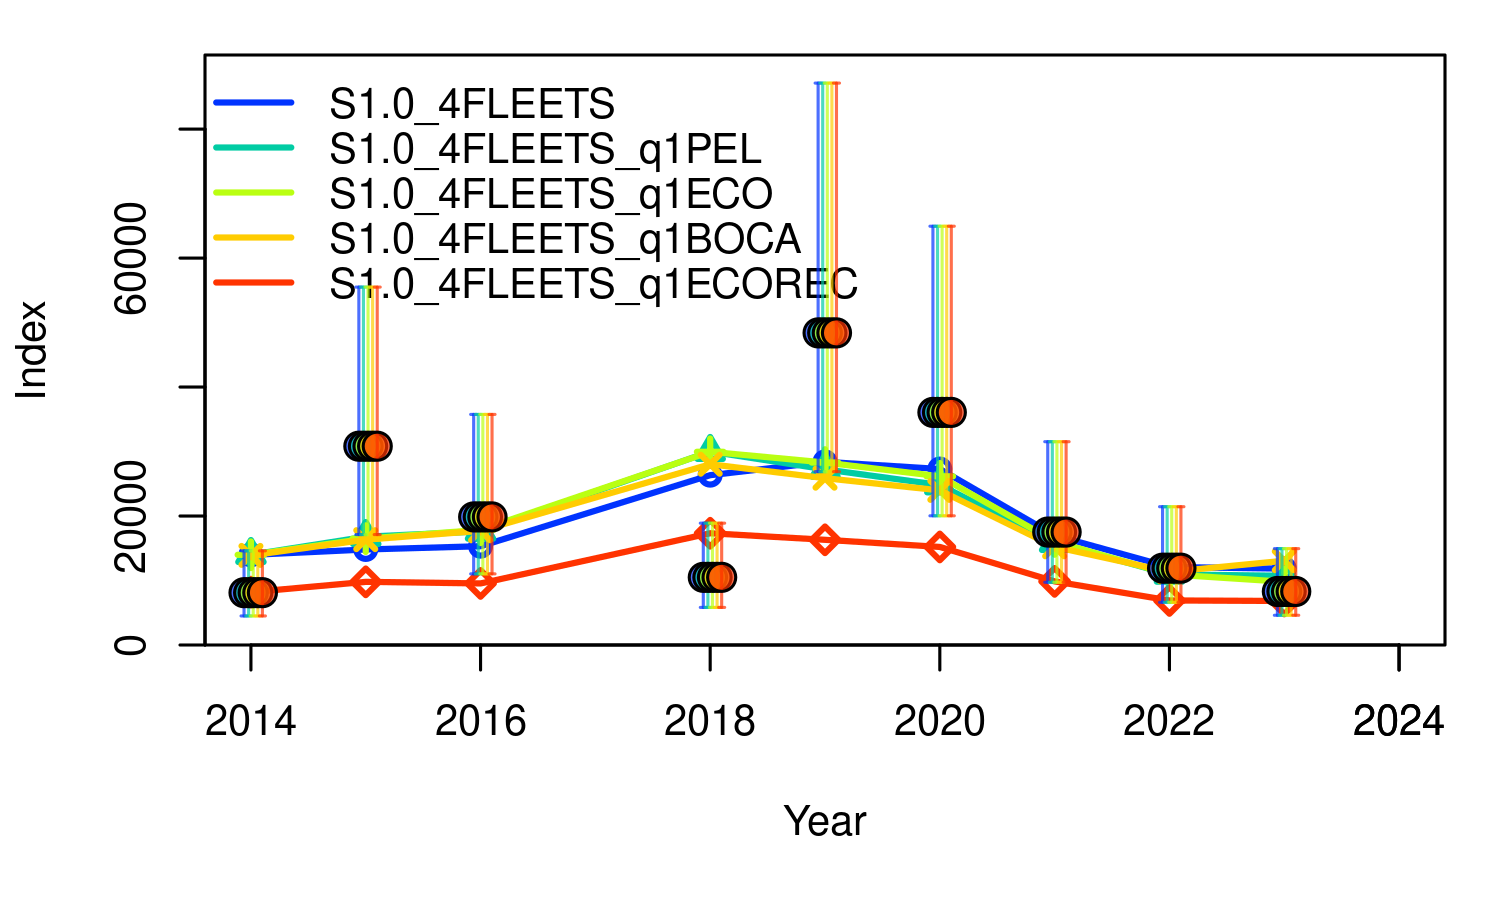 S1.0_4FLEETS
S1.0_4FLEETS_q1PEL
S1.0_4FLEETS_q1ECO
S1.0_4FLEETS_q1BOCA
S1.0_4FLEETS_q1ECOREC
Index
60000
20000
0
2014 2016 2018 2020 2022 2024
Year